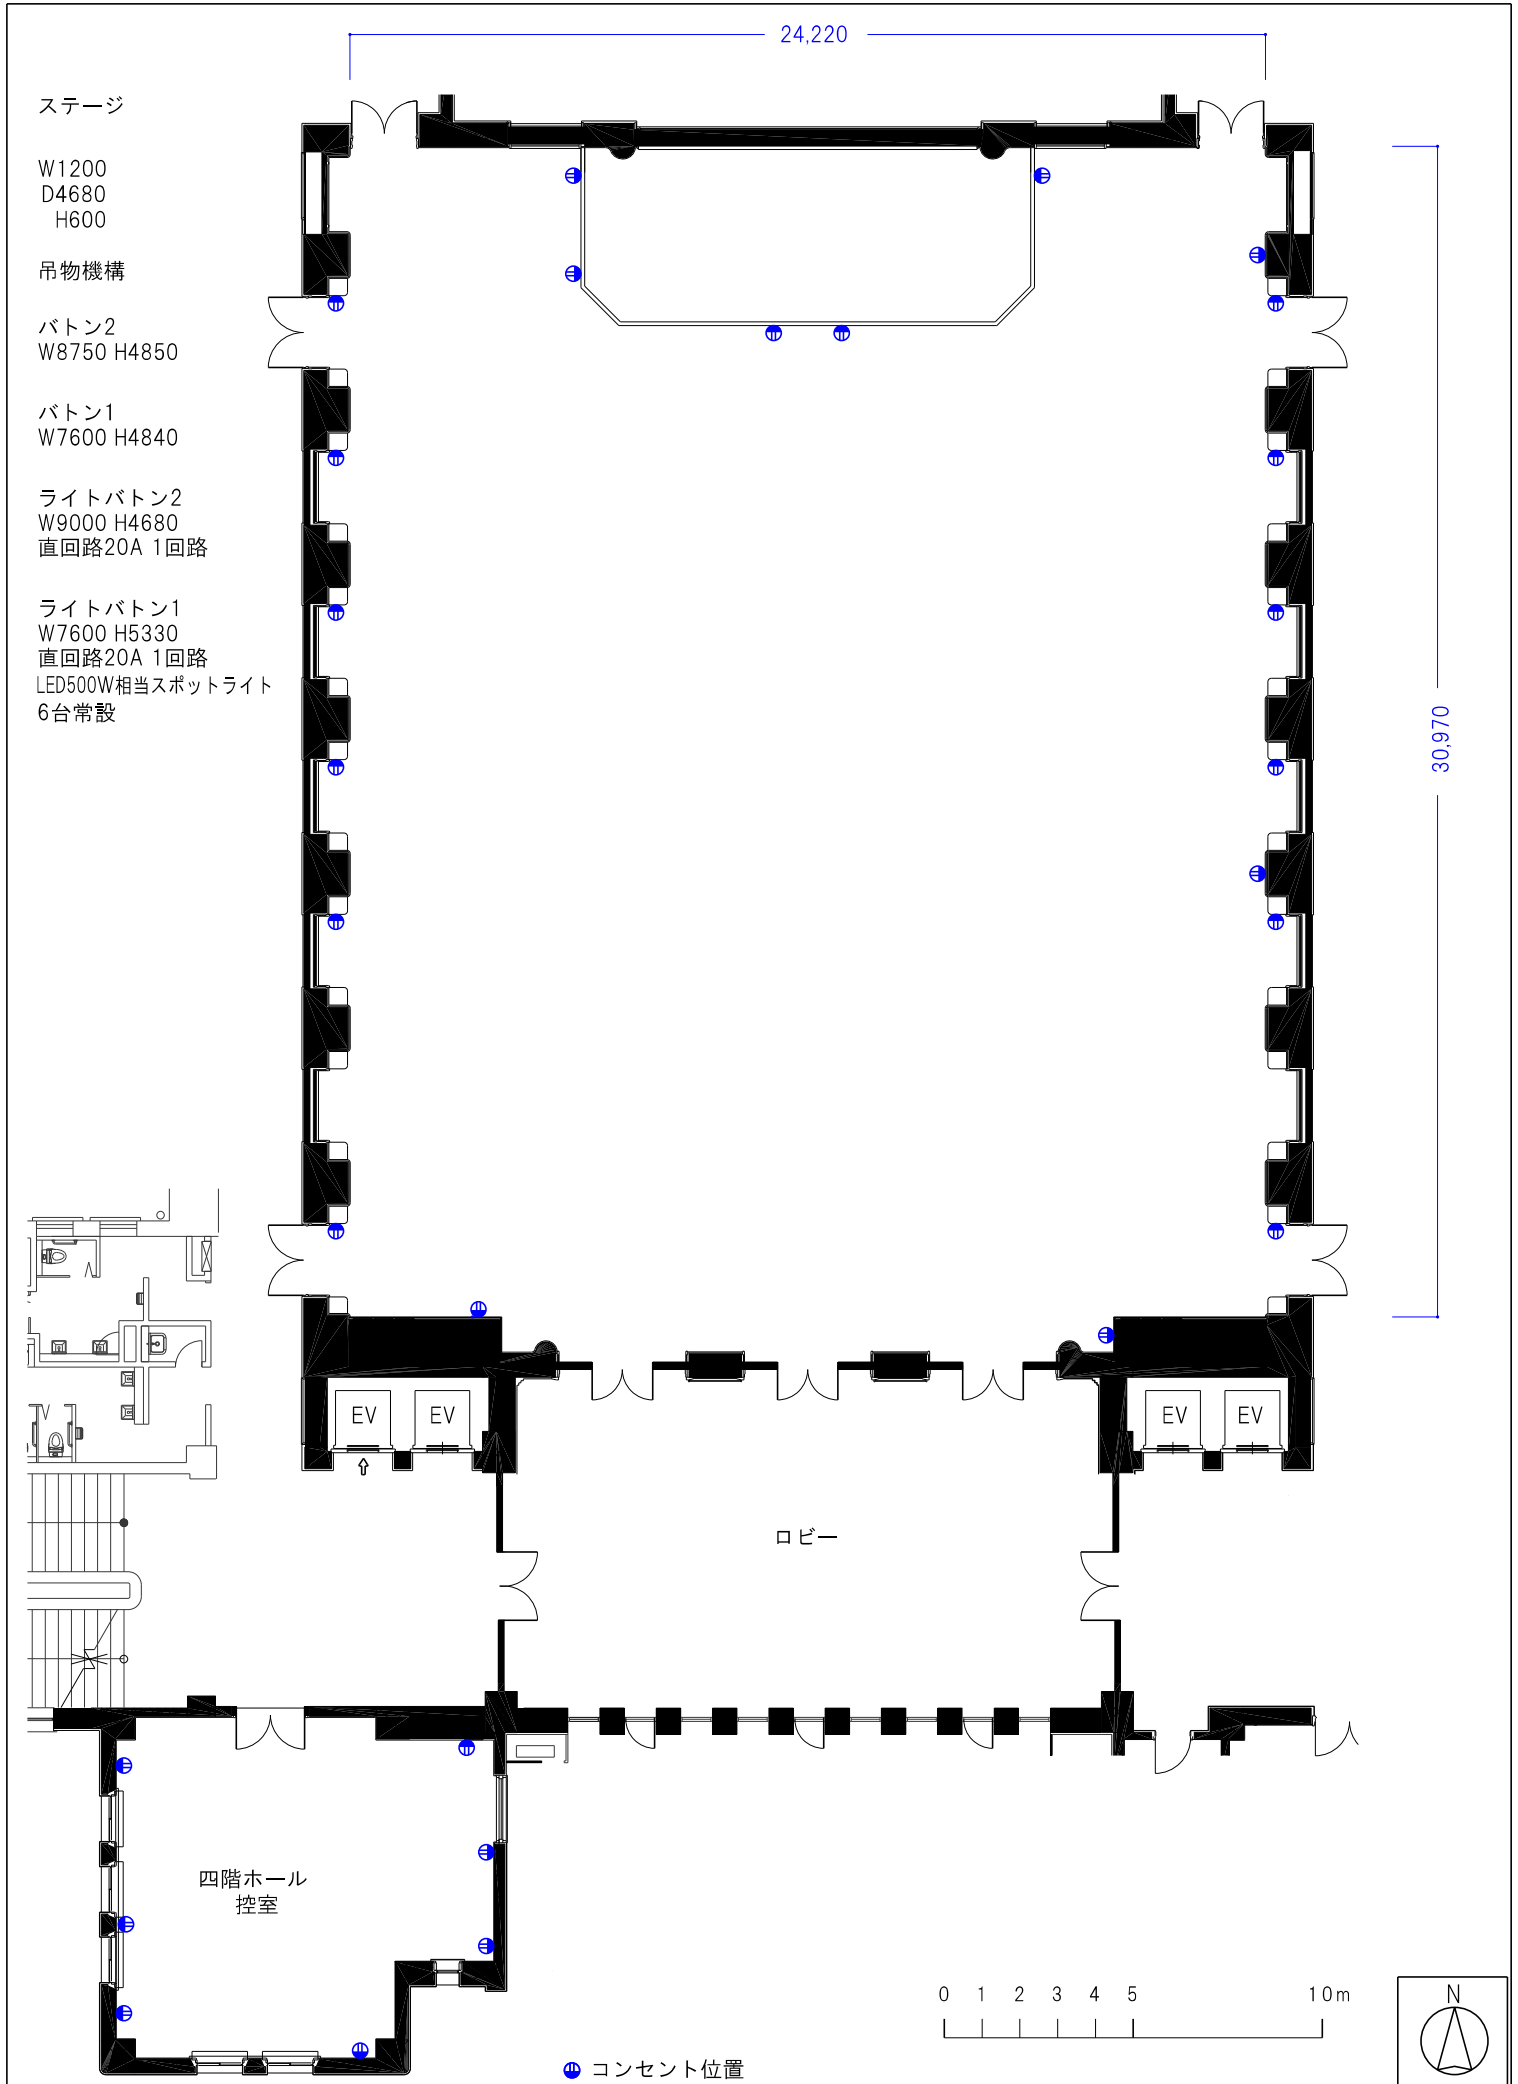 24,220
ステージ
W1200
D4680
H600
吊物機構
バトン2
W8750 H4850
バトン1
W7600 H4840
ライトバトン2
W9000 H4680
直回路20A 1回路
ライトバトン1
W7600 H5330
直回路20A 1回路
LED500W相当スポットライト
6台常設
30,970
EV
EV
EV
EV
ロビー
四階ホール
控室
0 1 2 3 4 5 10m
N
コンセント位置